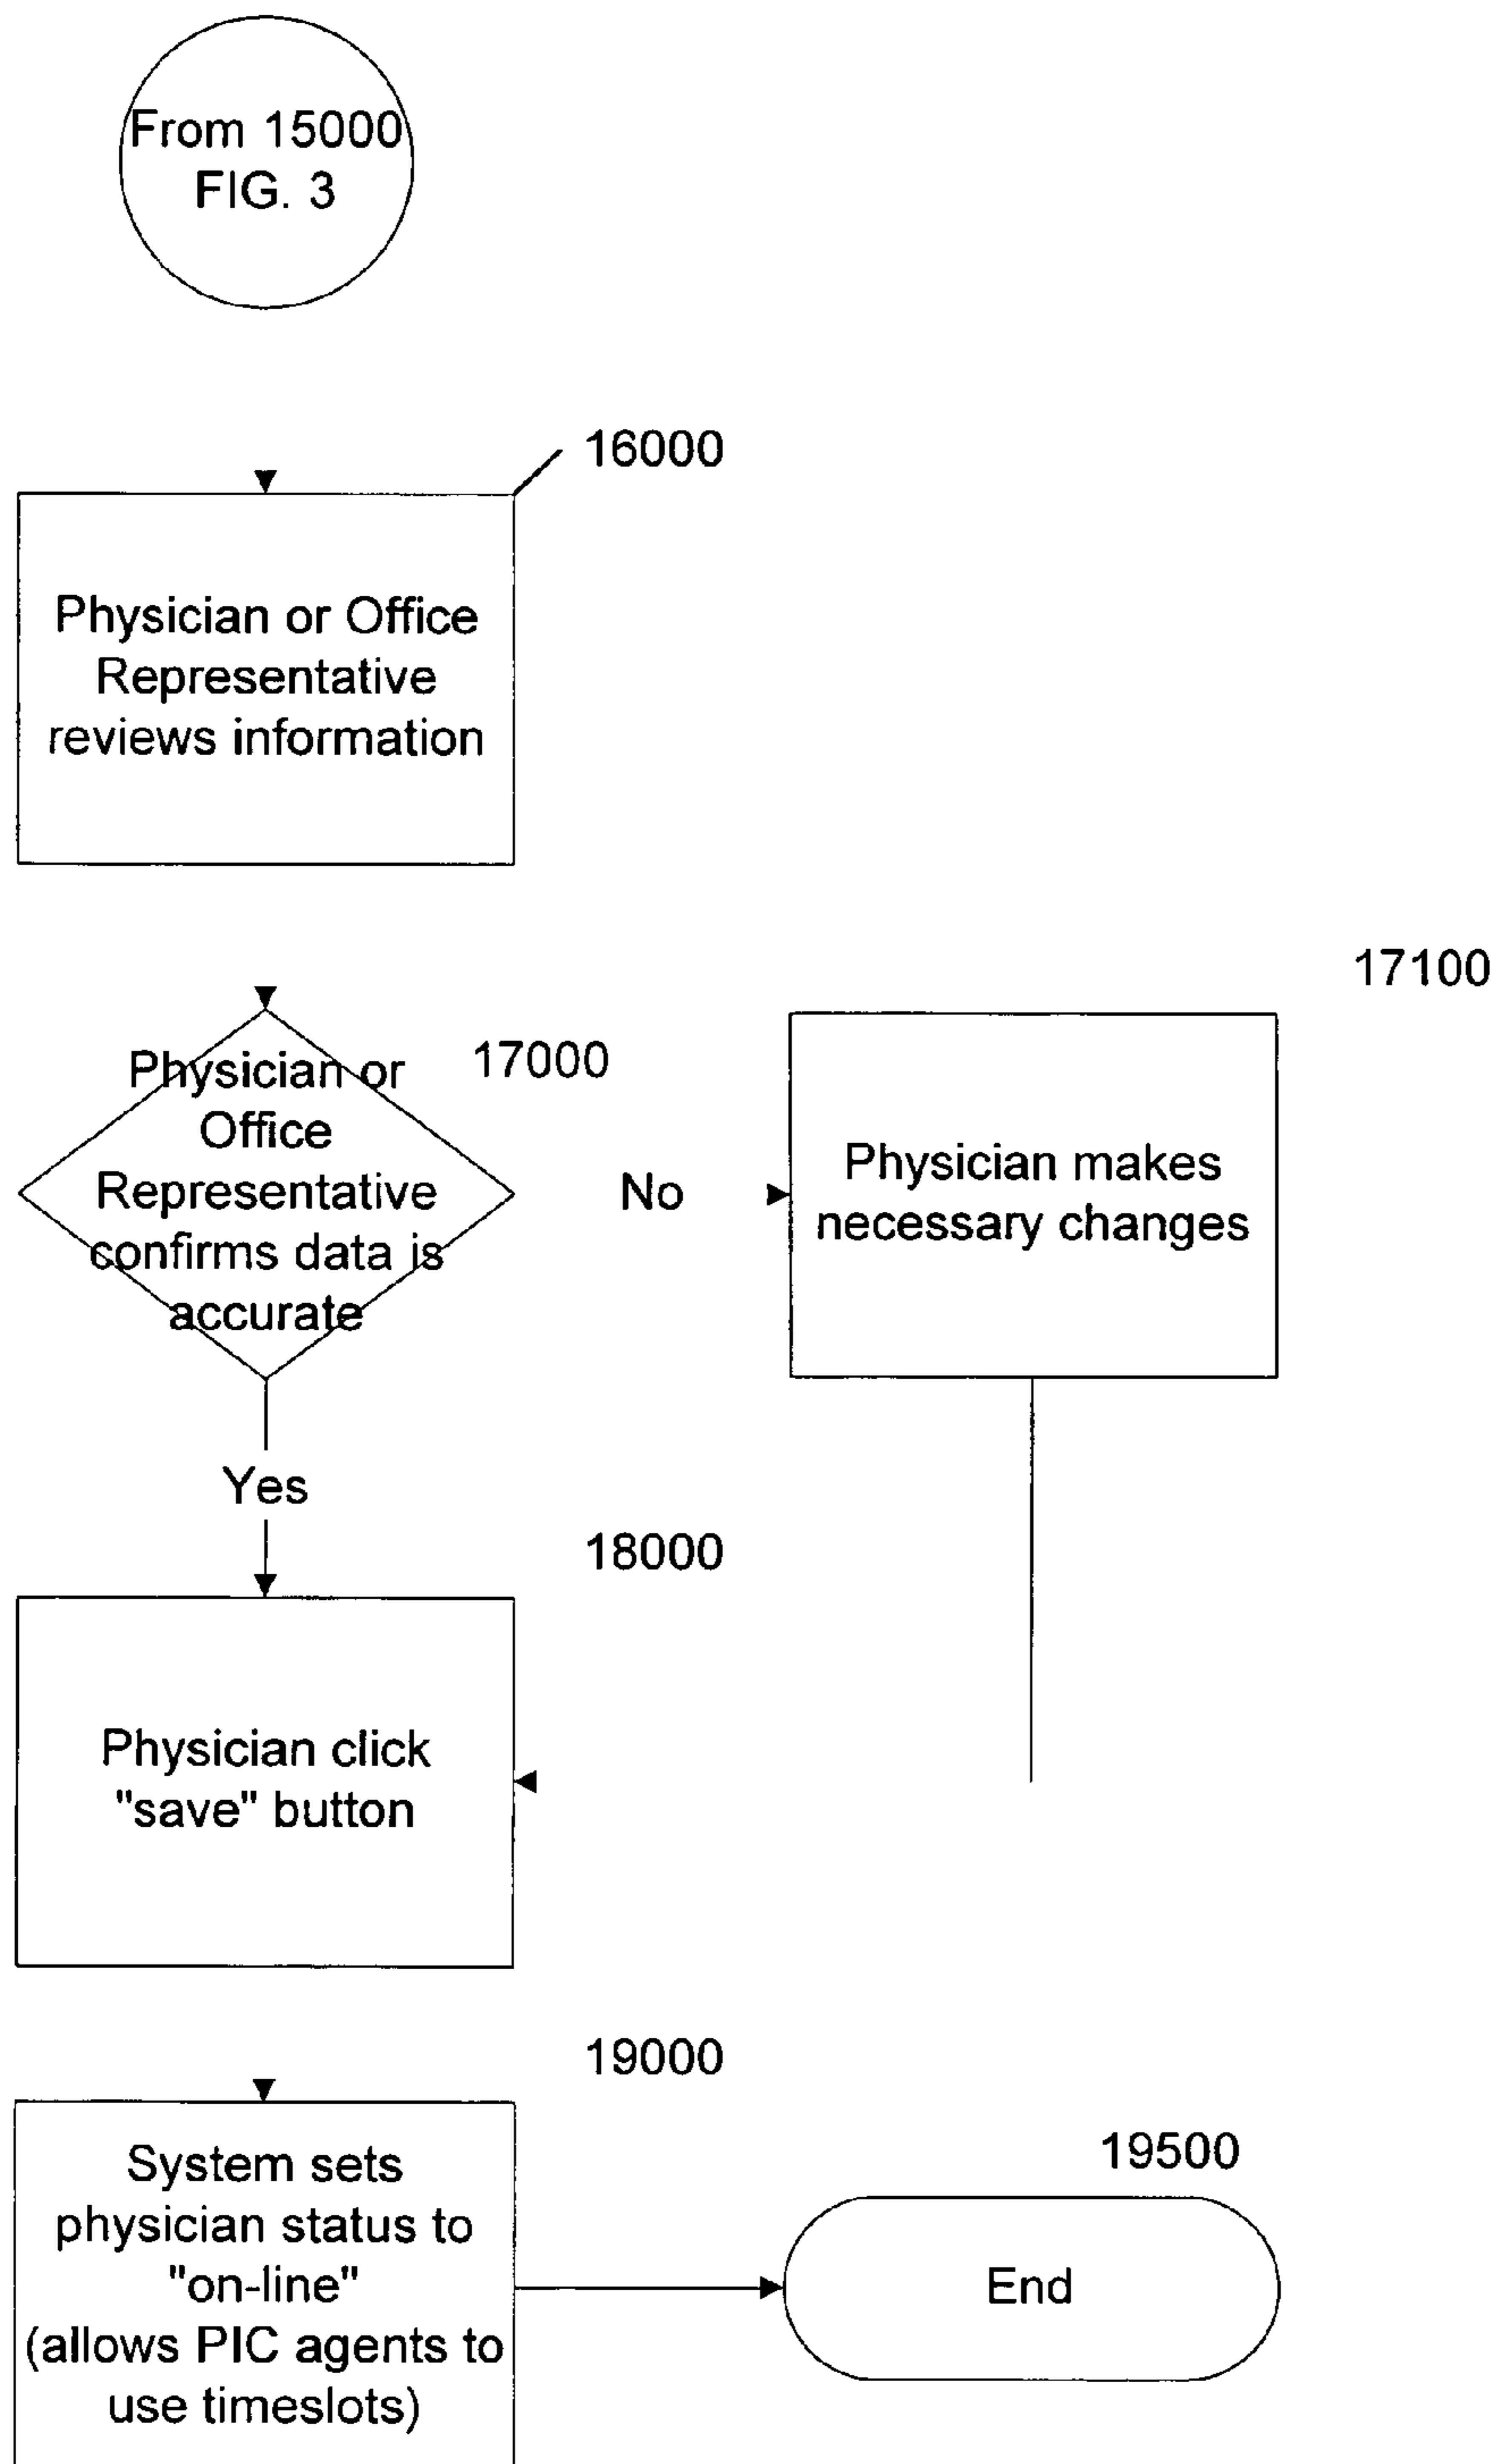 From 15000
FIG. 3
16000
Physician or Office
Representative
reviews information
17100
17000
Physician or
Office
Representative
confirms data is
accurate
No
Physician makes
necessary changes
Yes
18000
Physician click
"save" button
19000
System sets
physician status to
"on-line"
(allows PIC agents to
use timeslots)
19500
End